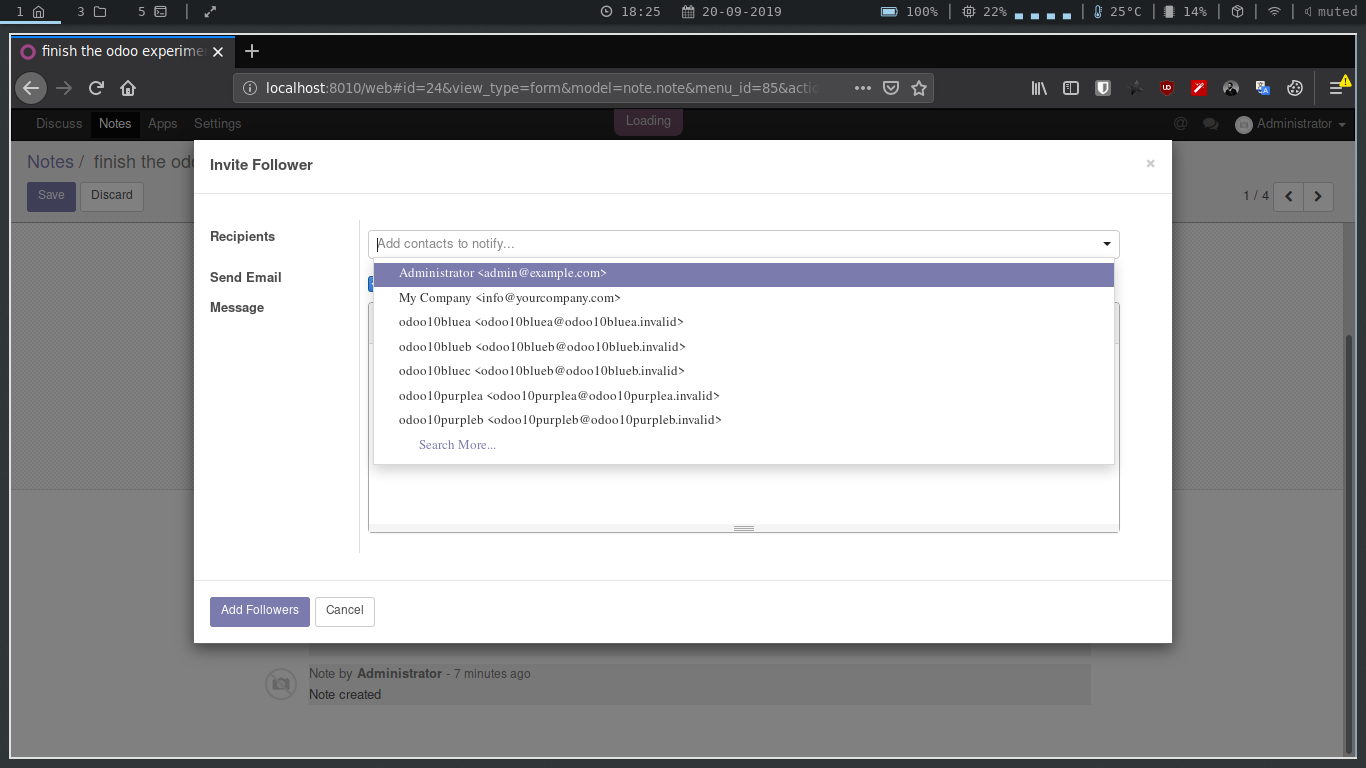 1 3 5 18:25 20-09-2019 100% 22% 25°C 14% muted
finish the odoo experime
localhost:8010/web#id=24&view_type=form&model=note.note&menu_id=85&actic
Discuss Notes Apps Settings Loading @ Administrator
Notes / finish the od
Save Discard 1 / 4
Invite Follower ×
Recipients Add contacts to notify...
Administrator <admin@example.com>
Send Email
My Company <info@yourcompany.com>
Message
odoo10bluea <odoo10bluea@odoo10bluea.invalid>
odoo10blueb <odoo10blueb@odoo10blueb.invalid>
odoo10bluec <odoo10blueb@odoo10blueb.invalid>
odoo10purplea <odoo10purplea@odoo10purplea.invalid>
odoo10purpleb <odoo10purpleb@odoo10purpleb.invalid>
Search More...
Add Followers Cancel
Note by Administrator - 7 minutes ago
Note created